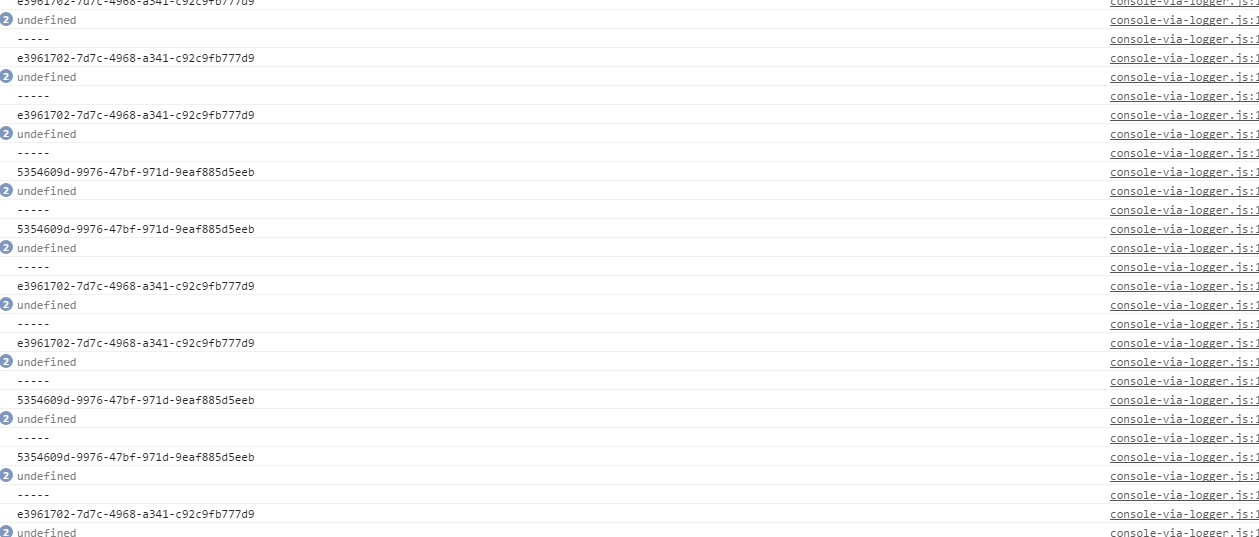 e3961702-7d7c-4968-a341-c92c9fb777d9 console-via-logger.js:1
2 undefined console-via-logger.js:1
----- console-via-logger.js:1
e3961702-7d7c-4968-a341-c92c9fb777d9 console-via-logger.js:1
2 undefined console-via-logger.js:1
----- console-via-logger.js:1
e3961702-7d7c-4968-a341-c92c9fb777d9 console-via-logger.js:1
2 undefined console-via-logger.js:1
----- console-via-logger.js:1
5354609d-9976-47bf-971d-9eaf885d5eeb console-via-logger.js:1
2 undefined console-via-logger.js:1
----- console-via-logger.js:1
5354609d-9976-47bf-971d-9eaf885d5eeb console-via-logger.js:1
2 undefined console-via-logger.js:1
----- console-via-logger.js:1
e3961702-7d7c-4968-a341-c92c9fb777d9 console-via-logger.js:1
2 undefined console-via-logger.js:1
----- console-via-logger.js:1
e3961702-7d7c-4968-a341-c92c9fb777d9 console-via-logger.js:1
2 undefined console-via-logger.js:1
----- console-via-logger.js:1
5354609d-9976-47bf-971d-9eaf885d5eeb console-via-logger.js:1
2 undefined console-via-logger.js:1
----- console-via-logger.js:1
5354609d-9976-47bf-971d-9eaf885d5eeb console-via-logger.js:1
2 undefined console-via-logger.js:1
----- console-via-logger.js:1
e3961702-7d7c-4968-a341-c92c9fb777d9 console-via-logger.js:1
2 undefined console-via-logger.js:1